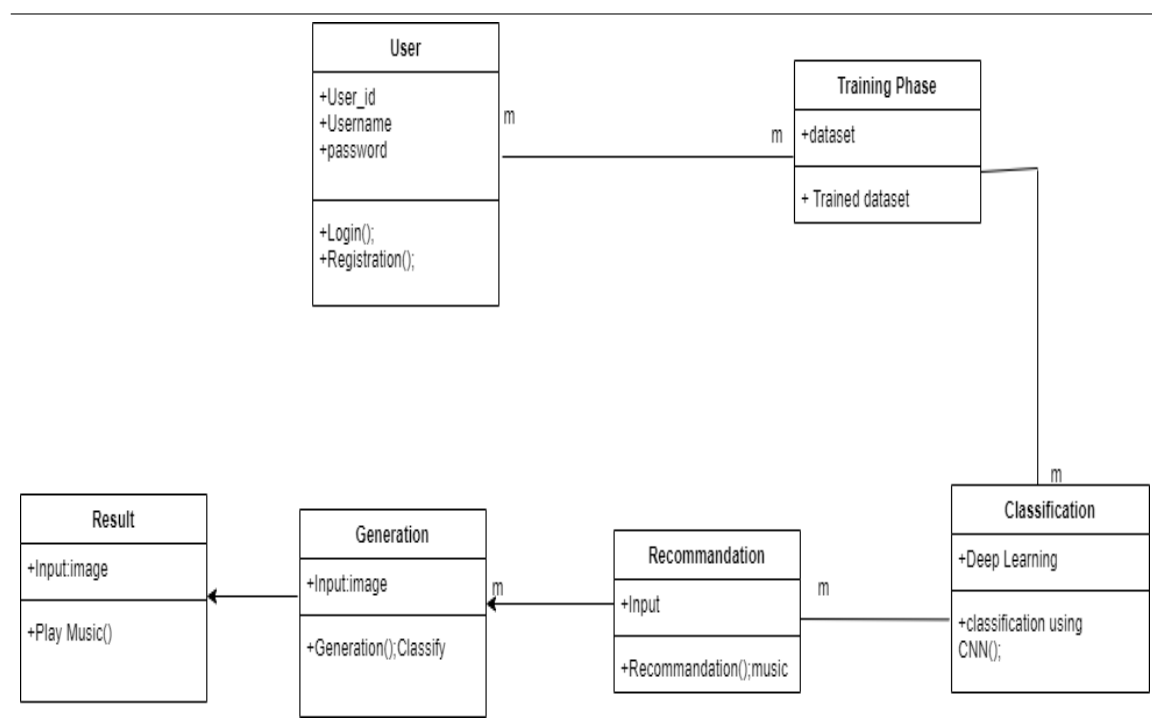 User
+User_id
+Username
+password
+Login();
+Registration();
m
m
Training Phase
+dataset
+ Trained dataset
m
Classification
+Deep Learning
+classification using
CNN();
m
Recommandation
+Input
+Recommandation();music
m
Generation
+Input:image
+Generation();Classify
Result
+Input:image
+Play Music()